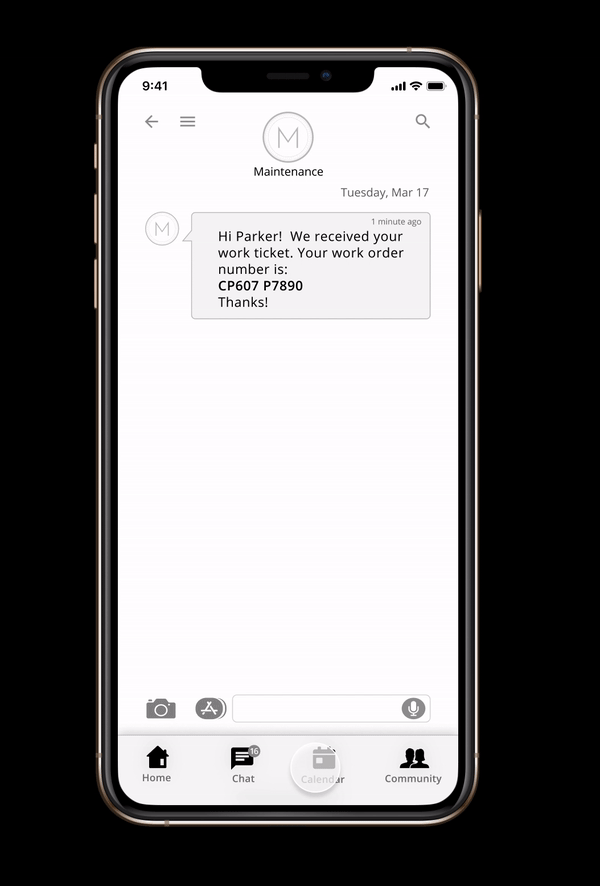 9:41
M
Maintenance
Tuesday, Mar 17
M
1 minute ago
Hi Parker!  We received your
work ticket. Your work order
number is:
CP607 P7890
Thanks!
16
Home
Chat
Calendar
Community